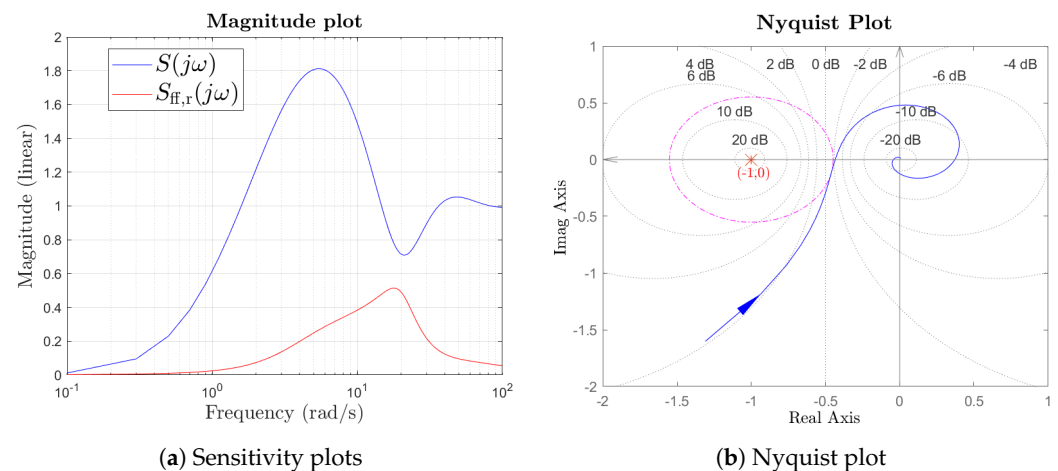 Magnitude plot
2
1.8
1.6
1.4
1.2
1
0.8
0.6
0.4
0.2
0
Magnitude (linear)
S(jω)
S_ff,r(jω)
10^-1
10^0
10^1
10^2
Frequency (rad/s)
(a) Sensitivity plots
Nyquist Plot
1
0.5
0
-0.5
-1
-1.5
-2
Imag Axis
4 dB
2 dB
0 dB
-2 dB
-4 dB
6 dB
-6 dB
10 dB
-10 dB
20 dB
-20 dB
(-1,0)
-2
-1.5
-1
-0.5
0
0.5
1
Real Axis
(b) Nyquist plot